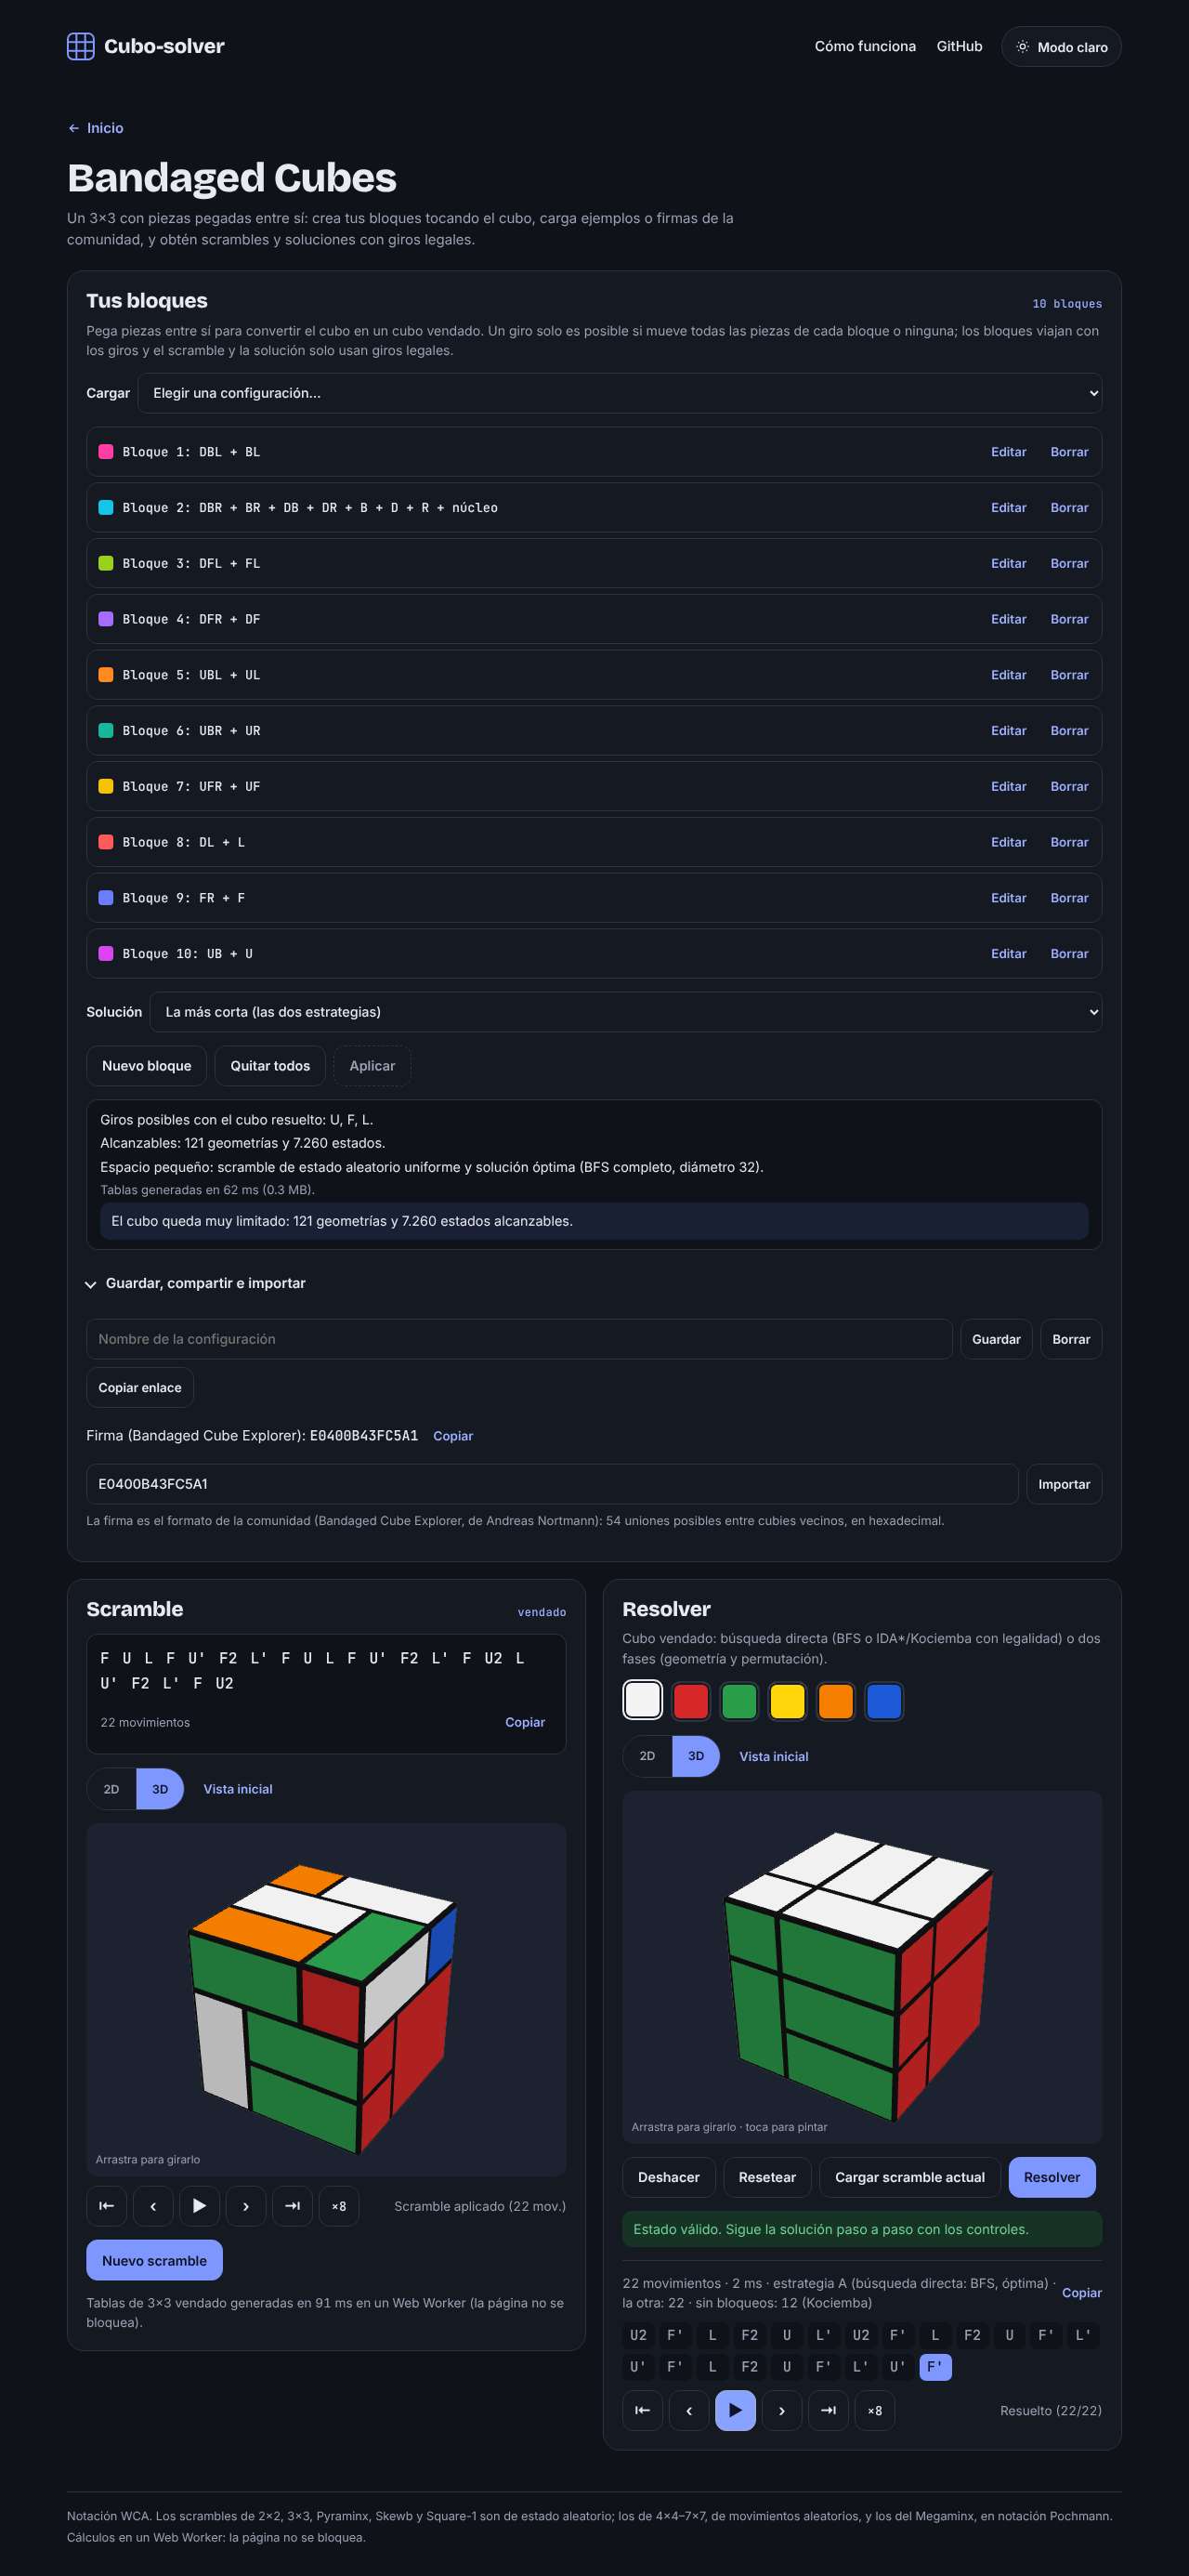 Cubo-solver
Cómo funciona
GitHub
Modo claro
← Inicio
Bandaged Cubes
Un 3×3 con piezas pegadas entre sí: crea tus bloques tocando el cubo, carga ejemplos o firmas de la
comunidad, y obtén scrambles y soluciones con giros legales.
Tus bloques
10 bloques
Pega piezas entre sí para convertir el cubo en un cubo vendado. Un giro solo es posible si mueve todas las piezas de cada bloque o ninguna; los bloques viajan con
los giros y el scramble y la solución solo usan giros legales.
Cargar
Elegir una configuración...
Bloque 1: DBL + BL
Editar
Borrar
Bloque 2: DBR + BR + DB + DR + B + D + R + núcleo
Editar
Borrar
Bloque 3: DFL + FL
Editar
Borrar
Bloque 4: DFR + DF
Editar
Borrar
Bloque 5: UBL + UL
Editar
Borrar
Bloque 6: UBR + UR
Editar
Borrar
Bloque 7: UFR + UF
Editar
Borrar
Bloque 8: DL + L
Editar
Borrar
Bloque 9: FR + F
Editar
Borrar
Bloque 10: UB + U
Editar
Borrar
Solución
La más corta (las dos estrategias)
Nuevo bloque
Quitar todos
Aplicar
Giros posibles con el cubo resuelto: U, F, L.
Alcanzables: 121 geometrías y 7.260 estados.
Espacio pequeño: scramble de estado aleatorio uniforme y solución óptima (BFS completo, diámetro 32).
Tablas generadas en 62 ms (0.3 MB).
El cubo queda muy limitado: 121 geometrías y 7.260 estados alcanzables.
Guardar, compartir e importar
Nombre de la configuración
Guardar
Borrar
Copiar enlace
Firma (Bandaged Cube Explorer): E0400B43FC5A1
Copiar
E0400B43FC5A1
Importar
La firma es el formato de la comunidad (Bandaged Cube Explorer, de Andreas Nortmann): 54 uniones posibles entre cubies vecinos, en hexadecimal.
Scramble
vendado
F U L F U' F2 L' F U L F U' F2 L' F U2 L
U' F2 L' F U2
22 movimientos
Copiar
2D
3D
Vista inicial
Arrastra para girarlo
×8
Scramble aplicado (22 mov.)
Nuevo scramble
Tablas de 3×3 vendado generadas en 91 ms en un Web Worker (la página no se
bloquea).
Resolver
Cubo vendado: búsqueda directa (BFS o IDA*/Kociemba con legalidad) o dos
fases (geometría y permutación).
2D
3D
Vista inicial
Arrastra para girarlo · toca para pintar
Deshacer
Resetear
Cargar scramble actual
Resolver
Estado válido. Sigue la solución paso a paso con los controles.
22 movimientos · 2 ms · estrategia A (búsqueda directa: BFS, óptima) ·
la otra: 22 · sin bloqueos: 12 (Kociemba)
Copiar
U2 F' L F2 U L' U2 F' L F2 U F' L'
U' F' L F2 U F' L' U' F'
×8
Resuelto (22/22)
Notación WCA. Los scrambles de 2×2, 3×3, Pyraminx, Skewb y Square-1 son de estado aleatorio; los de 4×4–7×7, de movimientos aleatorios, y los del Megaminx, en notación Pochmann.
Cálculos en un Web Worker: la página no se bloquea.